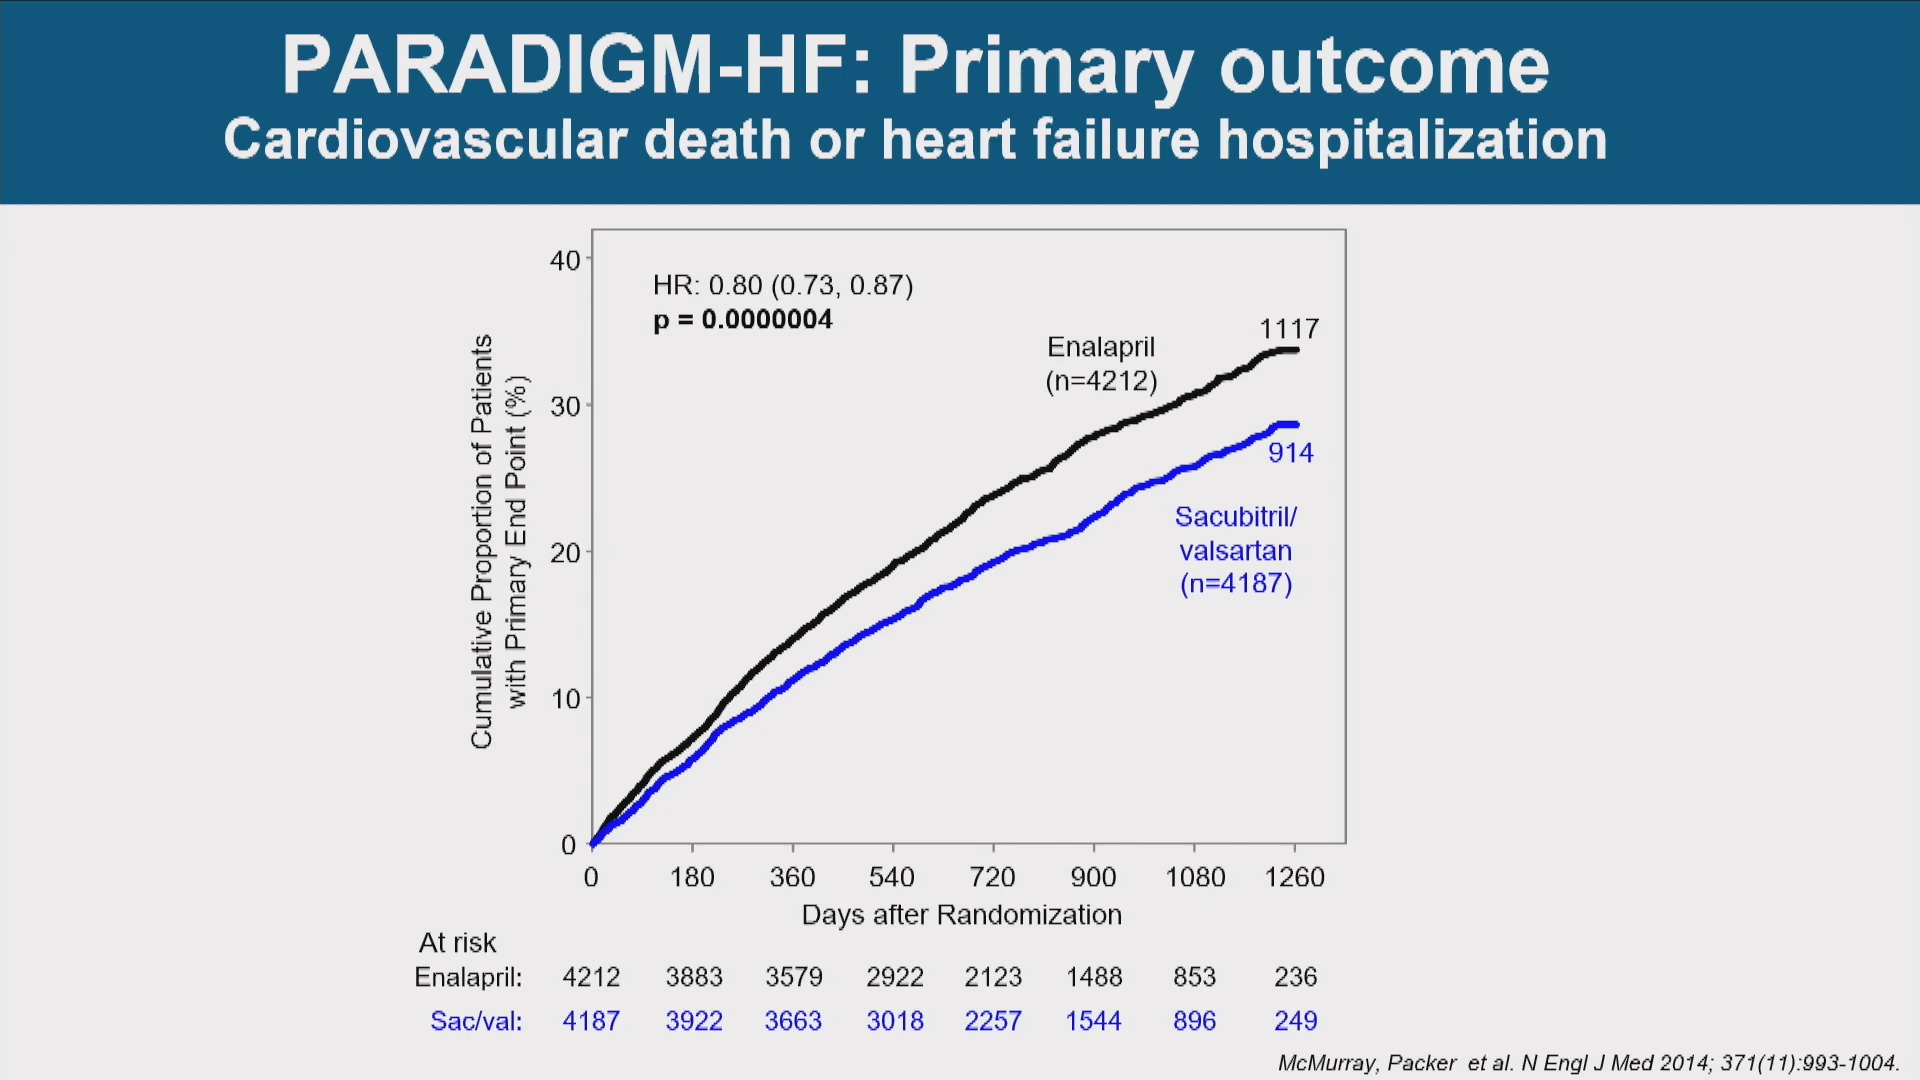 PARADIGM-HF: Primary outcome
Cardiovascular death or heart failure hospitalization
Cumulative Proportion of Patients
with Primary End Point (%)
40
30
20
10
0
HR: 0.80 (0.73, 0.87)
p = 0.0000004
1117
Enalapril
(n=4212)
914
Sacubitril/
valsartan
(n=4187)
0 180 360 540 720 900 1080 1260
Days after Randomization
At risk
Enalapril: 4212 3883 3579 2922 2123 1488 853 236
Sac/val: 4187 3922 3663 3018 2257 1544 896 249
McMurray, Packer et al. N Engl J Med 2014; 371(11):993-1004.